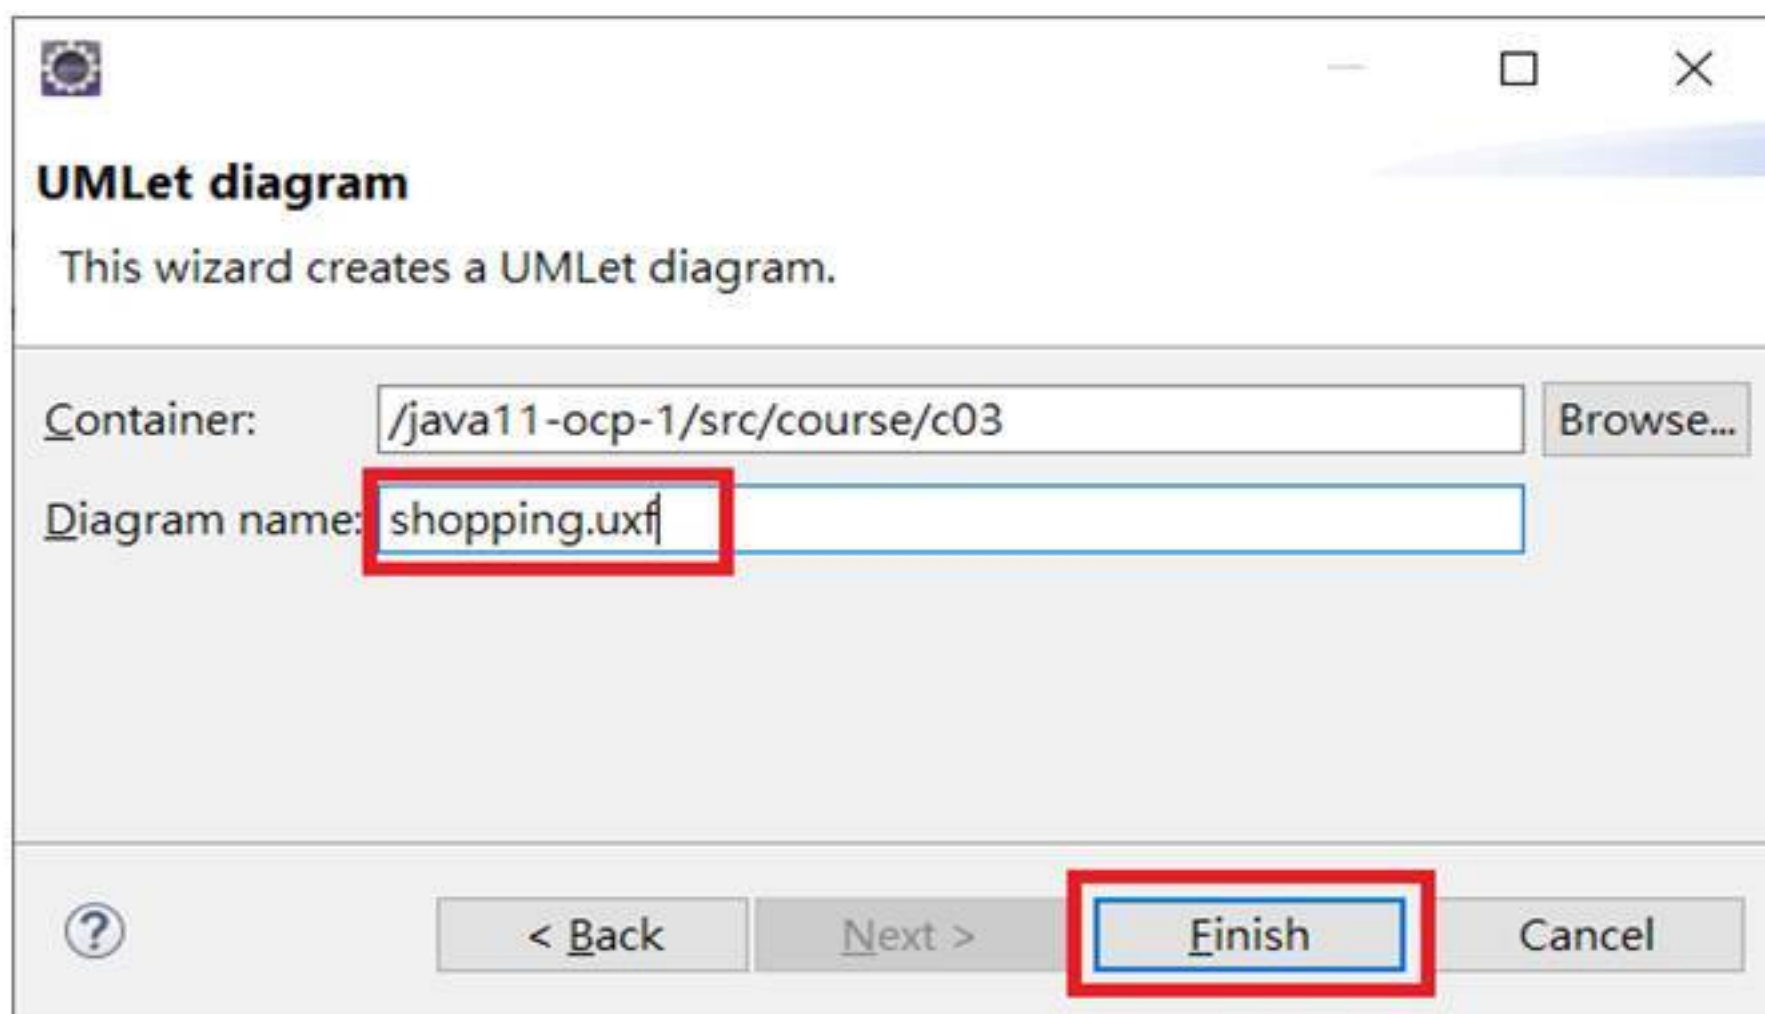 UMLet diagram
This wizard creates a UMLet diagram.
Container: /java11-ocp-1/src/course/c03 Browse...
Diagram name: shopping.uxf
? < Back Next > Finish Cancel